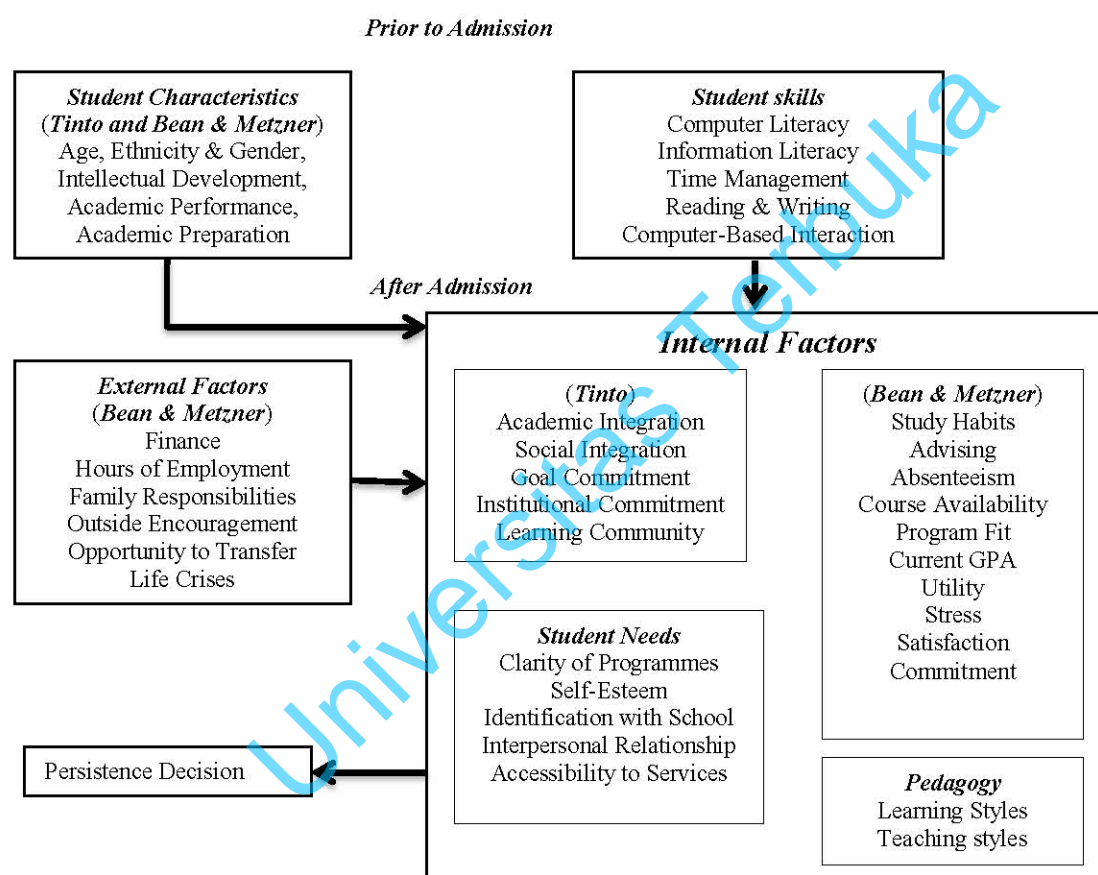 Prior to Admission
Student Characteristics
(Tinto and Bean & Metzner)
Age, Ethnicity & Gender,
Intellectual Development,
Academic Performance,
Academic Preparation
Student skills
Computer Literacy
Information Literacy
Time Management
Reading & Writing
Computer-Based Interaction
After Admission
External Factors
(Bean & Metzner)
Finance
Hours of Employment
Family Responsibilities
Outside Encouragement
Opportunity to Transfer
Life Crises
Internal Factors
(Tinto)
Academic Integration
Social Integration
Goal Commitment
Institutional Commitment
Learning Community
(Bean & Metzner)
Study Habits
Advising
Absenteeism
Course Availability
Program Fit
Current GPA
Utility
Stress
Satisfaction
Commitment
Student Needs
Clarity of Programmes
Self-Esteem
Identification with School
Interpersonal Relationship
Accessibility to Services
Pedagogy
Learning Styles
Teaching styles
Persistence Decision
Universitas Terbuka